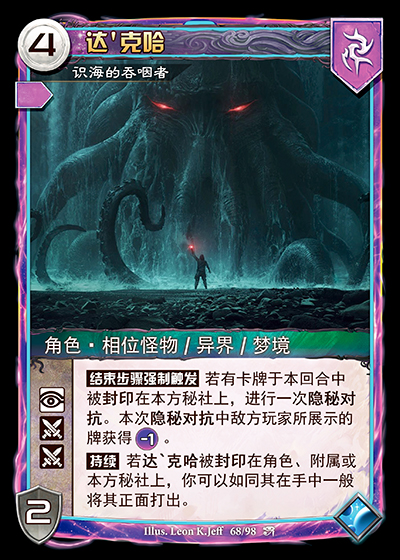 4
达'克哈
识海的吞咽者
角色·相位怪物 / 异界 / 梦境
结束步骤强制触发 若有卡牌于本回合中
被封印在本方秘社上，进行一次隐秘对
抗。本次隐秘对抗中敌方玩家所展示的
牌获得 -1 。
持续 若达`克哈被封印在角色、附属或
本方秘社上，你可以如同其在手中一般
将其正面打出。
2
Illus. Leon K.Jeff 68/98